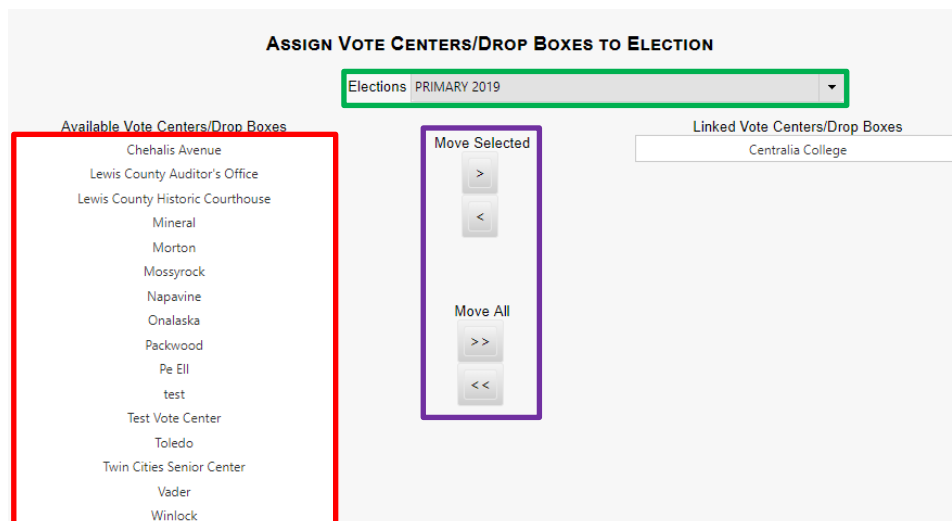 ASSIGN VOTE CENTERS/DROP BOXES TO ELECTION
Elections PRIMARY 2019
Available Vote Centers/Drop Boxes
Chehalis Avenue
Lewis County Auditor's Office
Lewis County Historic Courthouse
Mineral
Morton
Mossyrock
Napavine
Onalaska
Packwood
Pe Ell
test
Test Vote Center
Toledo
Twin Cities Senior Center
Vader
Winlock
Move Selected
>
<
Move All
>>
<<
Linked Vote Centers/Drop Boxes
Centralia College